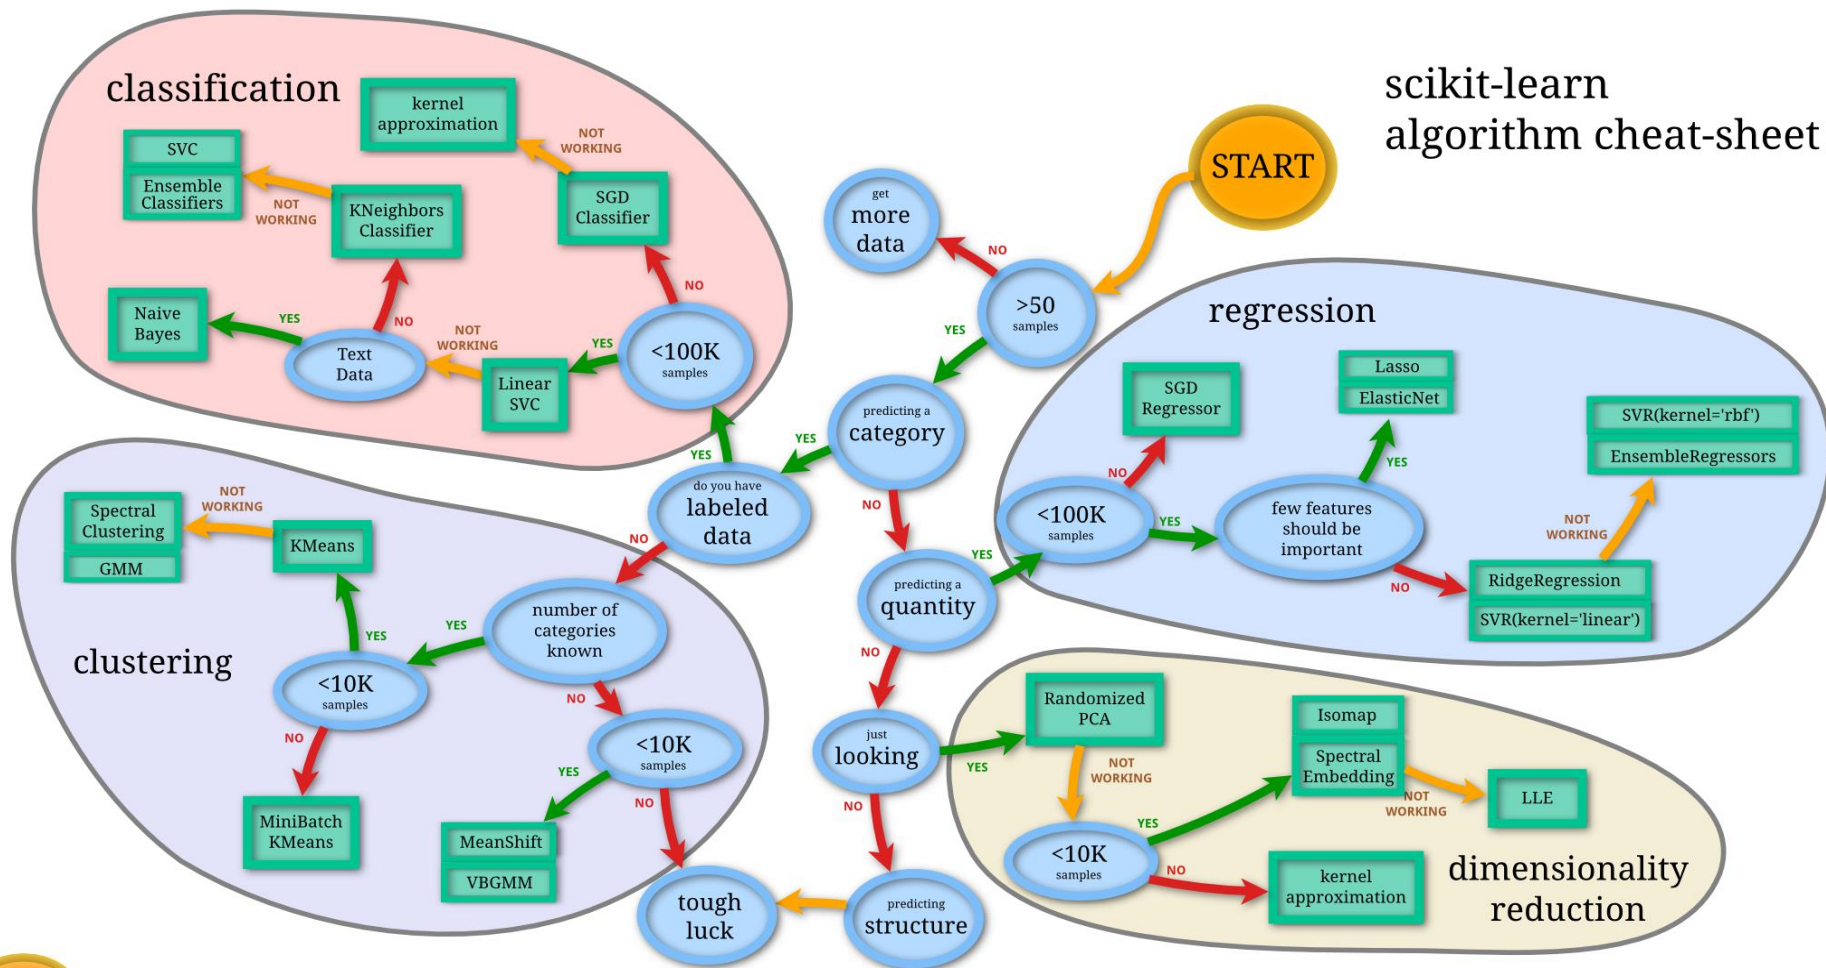 scikit-learn
algorithm cheat-sheet
START
get
more
data
NO
>50
samples
YES
predicting a
category
YES
NO
do you have
labeled
data
YES
NO
predicting a
quantity
YES
NO
just
looking
YES
NO
predicting
structure
tough
luck
classification
kernel
approximation
NOT
WORKING
SVC
Ensemble
Classifiers
NOT
WORKING
KNeighbors
Classifier
SGD
Classifier
NO
Naive
Bayes
YES
NO
Text
Data
NOT
WORKING
Linear
SVC
YES
<100K
samples
regression
SGD
Regressor
NO
<100K
samples
YES
Lasso
ElasticNet
YES
few features
should be
important
NO
SVR(kernel='rbf')
EnsembleRegressors
NOT
WORKING
RidgeRegression
SVR(kernel='linear')
clustering
Spectral
Clustering
GMM
NOT
WORKING
KMeans
YES
<10K
samples
YES
number of
categories
known
NO
NO
MiniBatch
KMeans
<10K
samples
YES
NO
MeanShift
VBGMM
dimensionality
reduction
Randomized
PCA
NOT
WORKING
<10K
samples
YES
NO
Isomap
Spectral
Embedding
NOT
WORKING
LLE
kernel
approximation